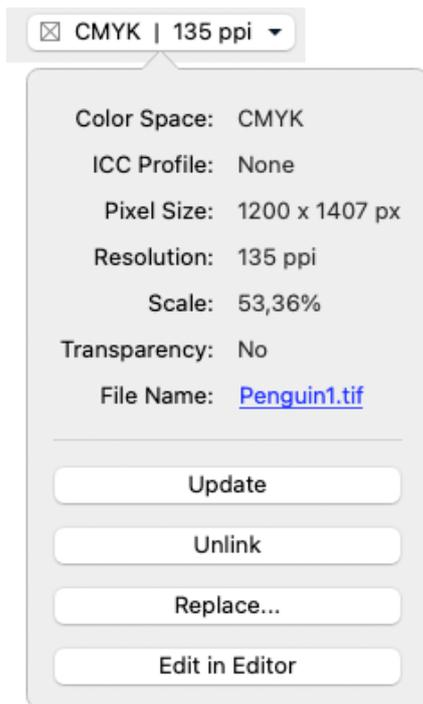 CMYK | 135 ppi
Color Space: CMYK
ICC Profile: None
Pixel Size: 1200 x 1407 px
Resolution: 135 ppi
Scale: 53,36%
Transparency: No
File Name: Penguin1.tif
Update
Unlink
Replace...
Edit in Editor